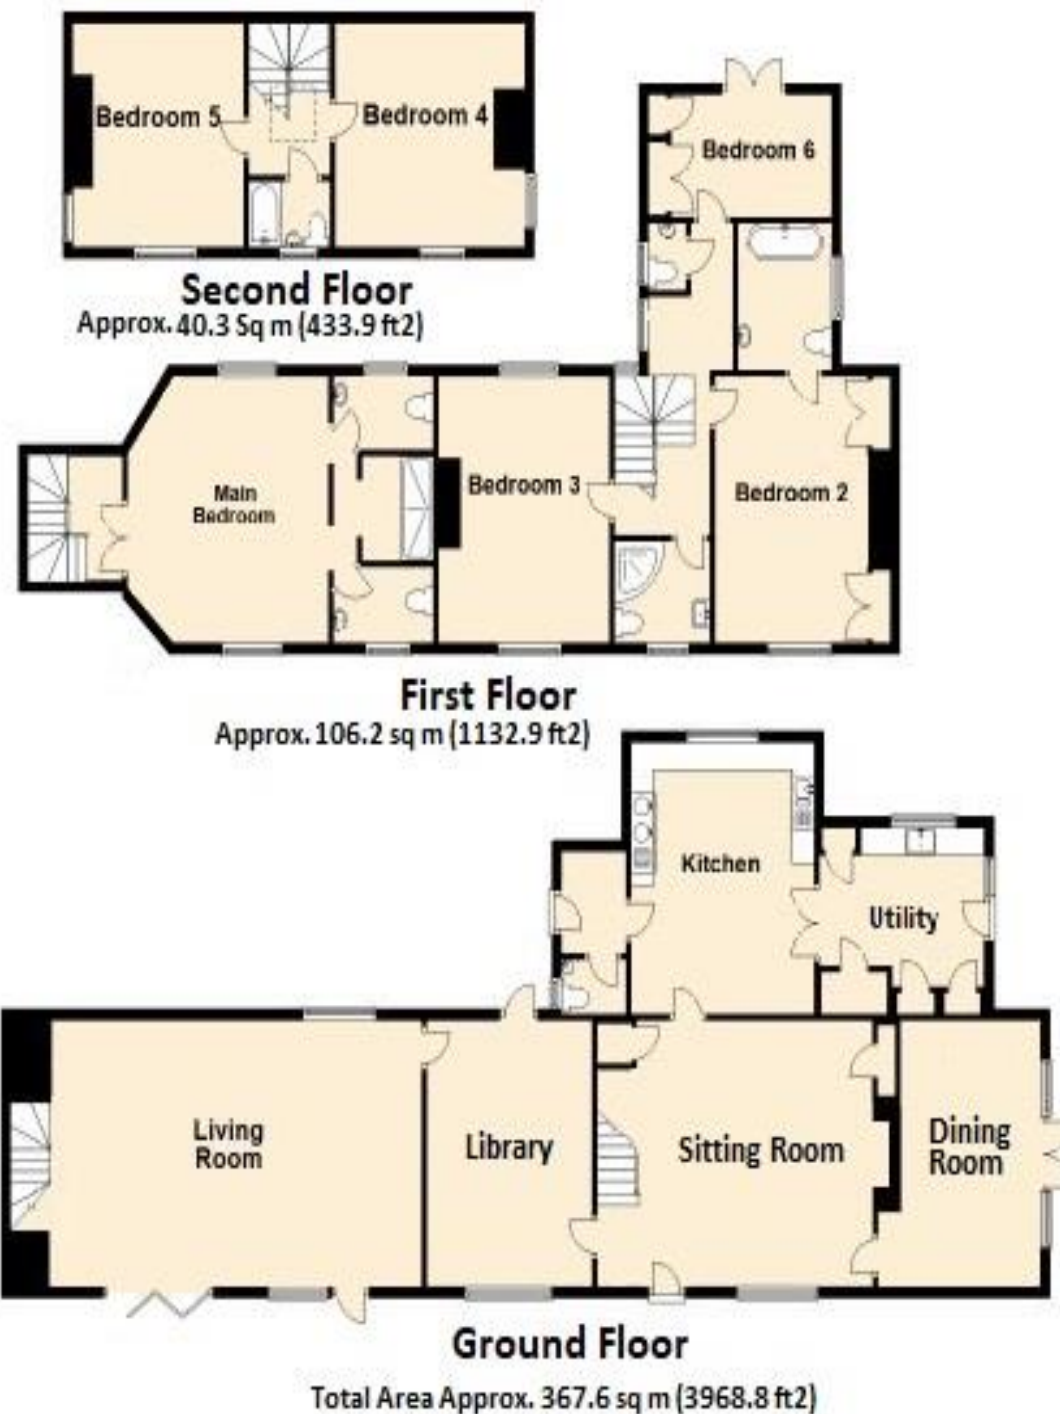 Bedroom 5
Bedroom 4
Second Floor
Approx. 40.3 Sq m (433.9 ft2)
Bedroom 6
Main
Bedroom
Bedroom 3
Bedroom 2
First Floor
Approx. 106.2 sq m (1132.9 ft2)
Kitchen
Utility
Living
Room
Library
Sitting Room
Dining
Room
Ground Floor
Total Area Approx. 367.6 sq m (3968.8 ft2)